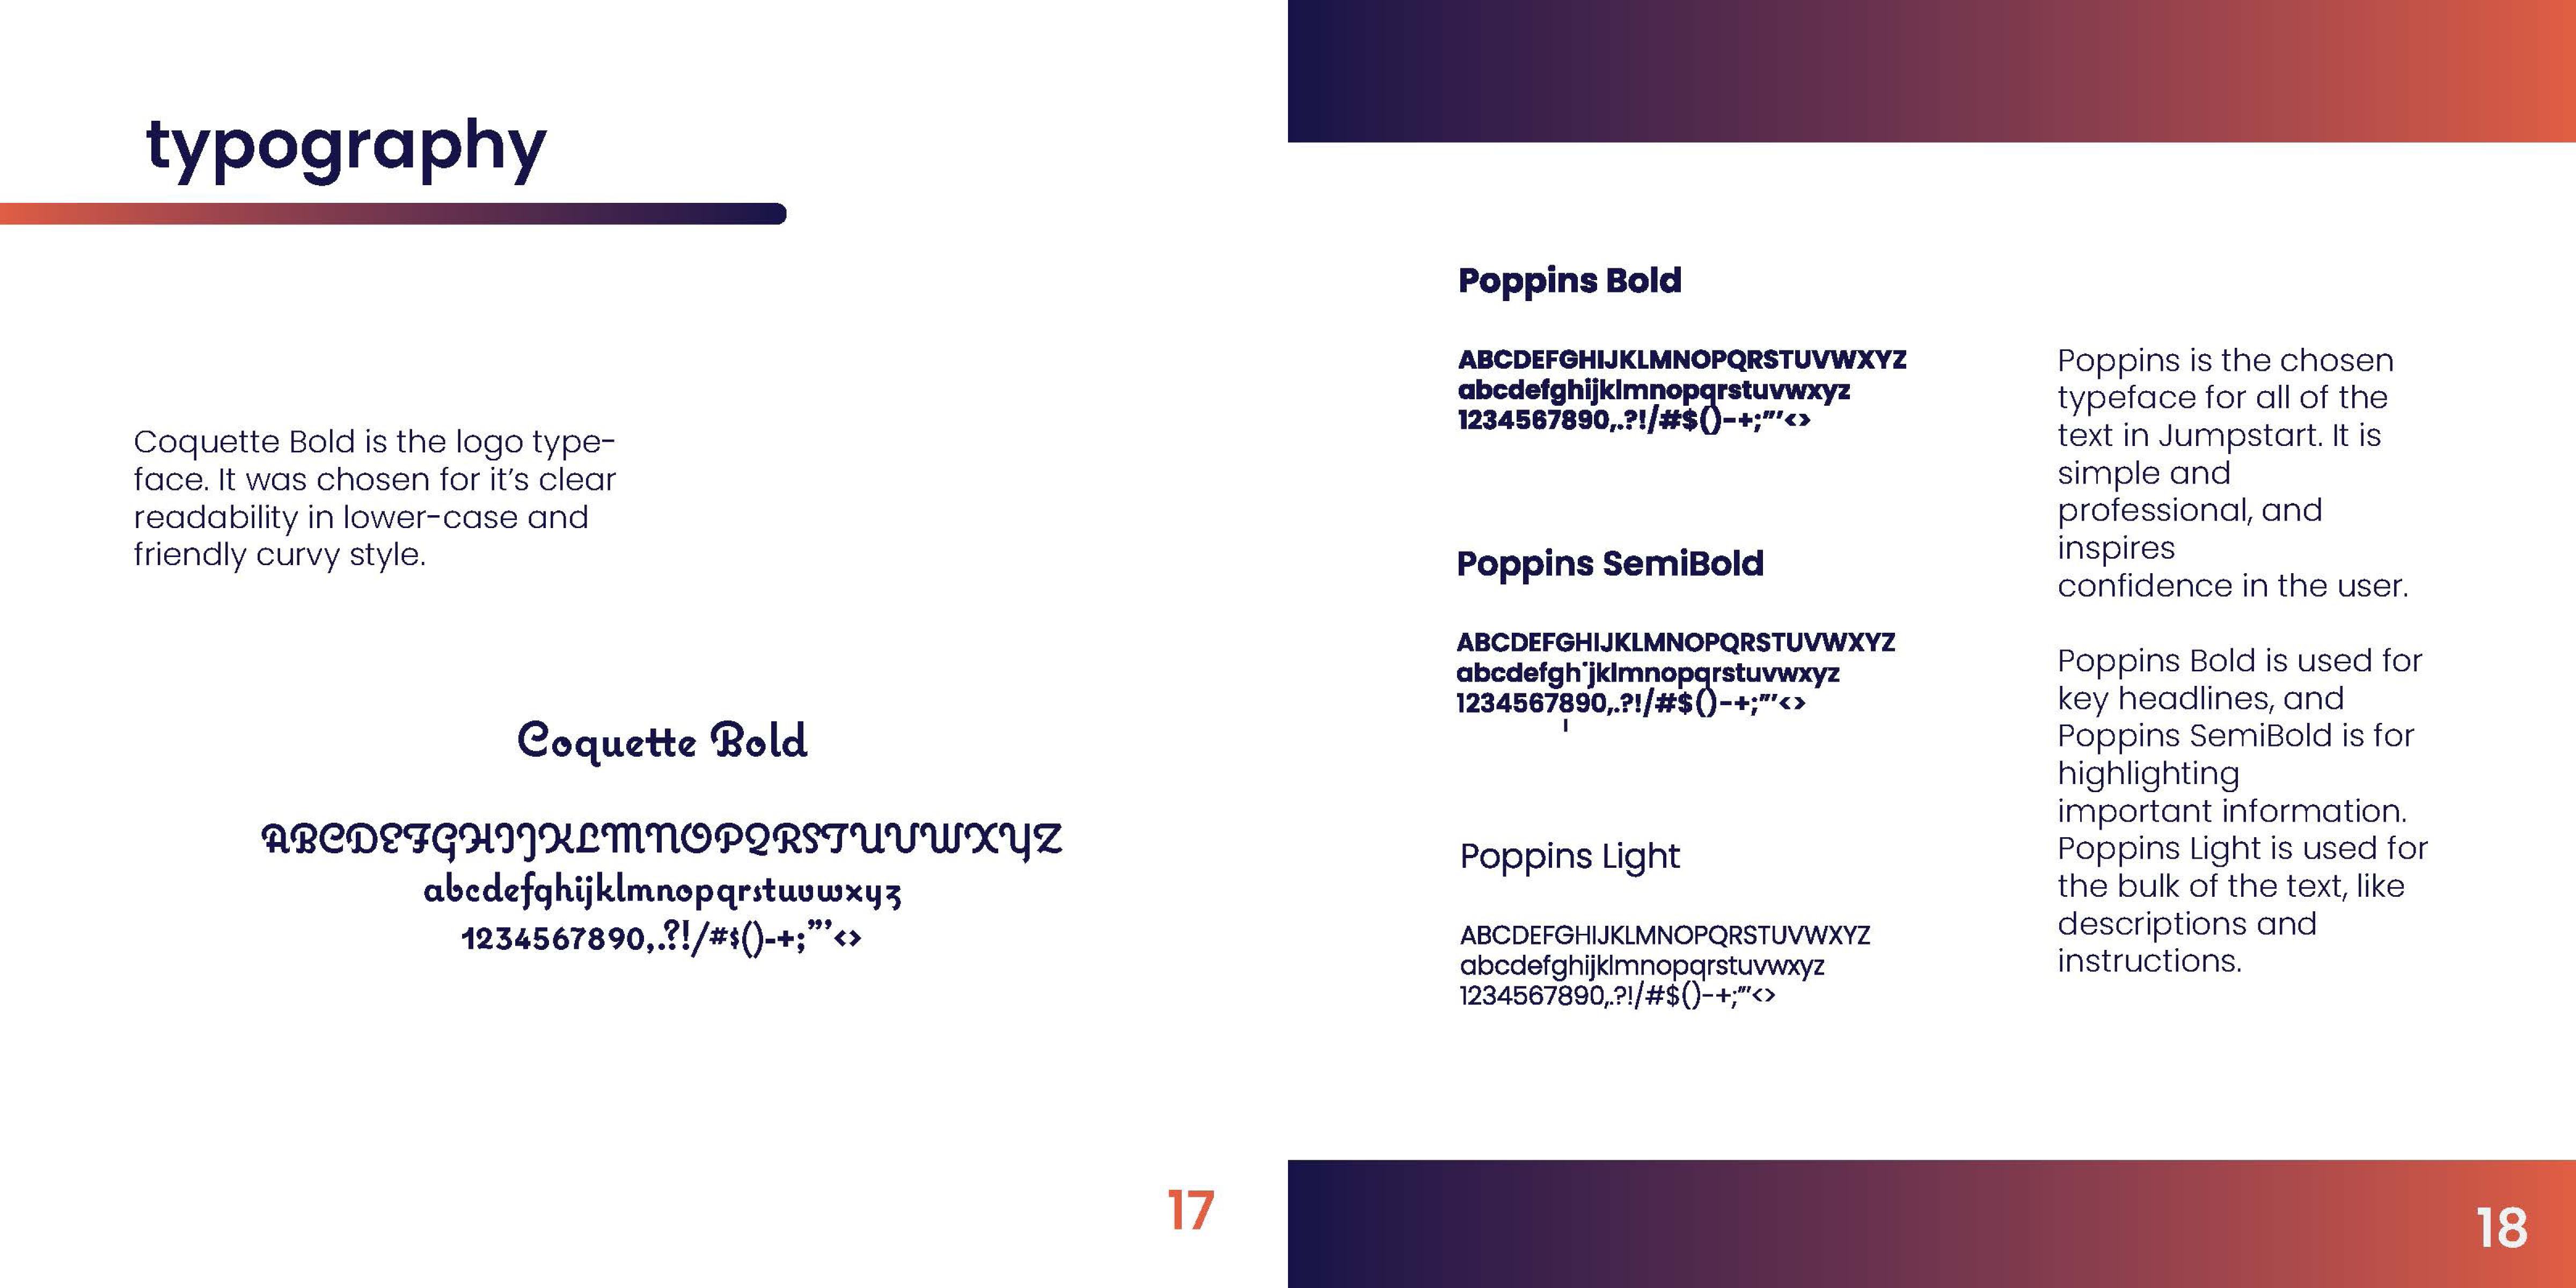 typography
Coquette Bold is the logo type-
face. It was chosen for it’s clear
readability in lower-case and
friendly curvy style.
Coquette Bold
ABCDEFGHIJKLMNOPQRSTUVWXYZ
abcdefghijklmnopqrstuvwxyz
1234567890,.?!/#$()-+;”’<>
17
Poppins Bold
ABCDEFGHIJKLMNOPQRSTUVWXYZ
abcdefghijklmnopqrstuvwxyz
1234567890,.?!/#$()-+;”’<>
Poppins SemiBold
ABCDEFGHIJKLMNOPQRSTUVWXYZ
abcdefghijklmnopqrstuvwxyz
1234567890,.?!/#$()-+;”’<>
Poppins Light
ABCDEFGHIJKLMNOPQRSTUVWXYZ
abcdefghijklmnopqrstuvwxyz
1234567890,.?!/#$()-+;”’<>
Poppins is the chosen
typeface for all of the
text in Jumpstart. It is
simple and
professional, and
inspires
confidence in the user.
Poppins Bold is used for
key headlines, and
Poppins SemiBold is for
highlighting
important information.
Poppins Light is used for
the bulk of the text, like
descriptions and
instructions.
18